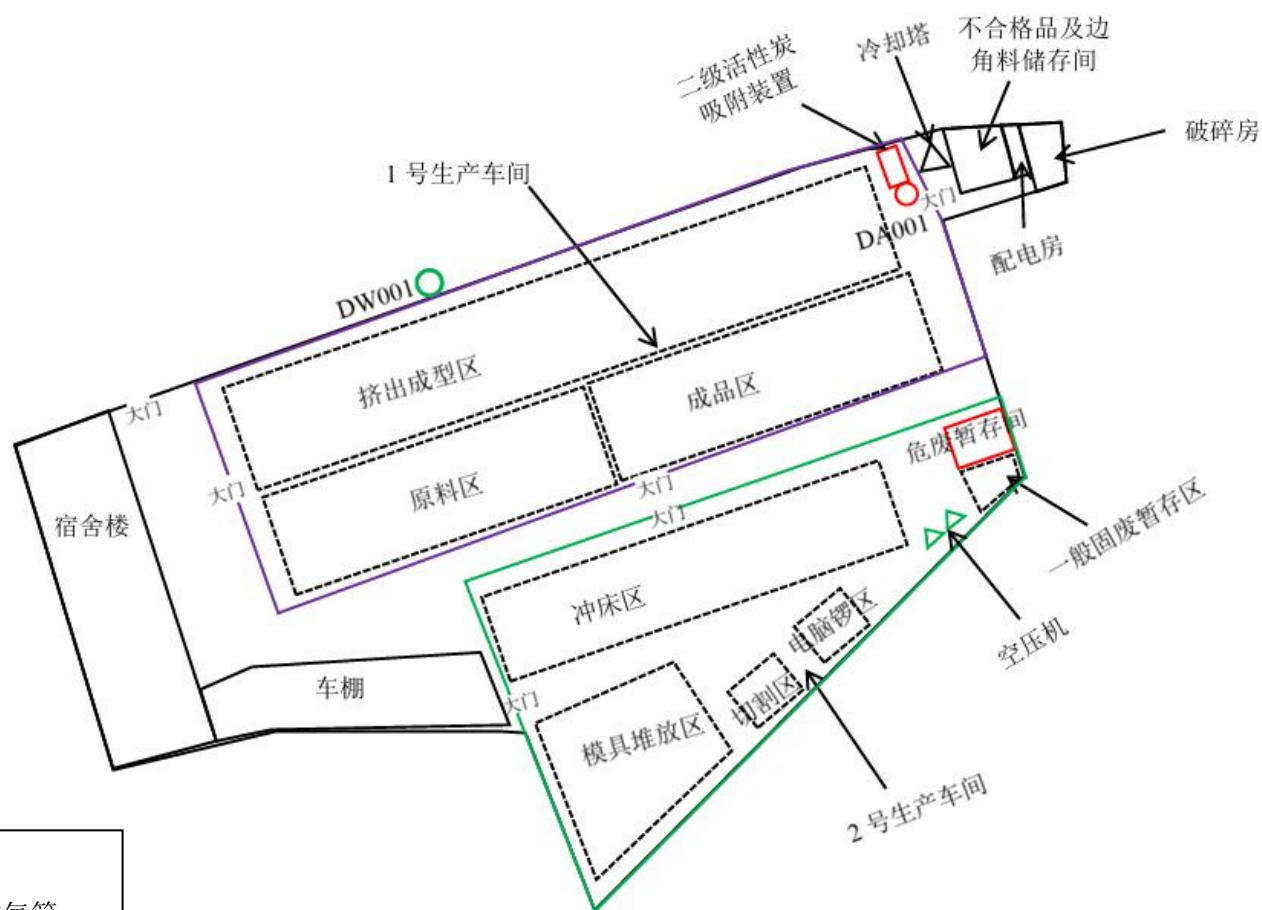 不合格品及边
角料储存间
冷却塔
二级活性炭
吸附装置
破碎房
1号生产车间
大门
DA001
配电房
DW001
挤出成型区
成品区
大门
大门
原料区
大门
大门
危废暂存间
一般固废暂存区
宿舍楼
冲床区
电脑锣区
空压机
车棚
大门
切割区
模具堆放区
2号生产车间